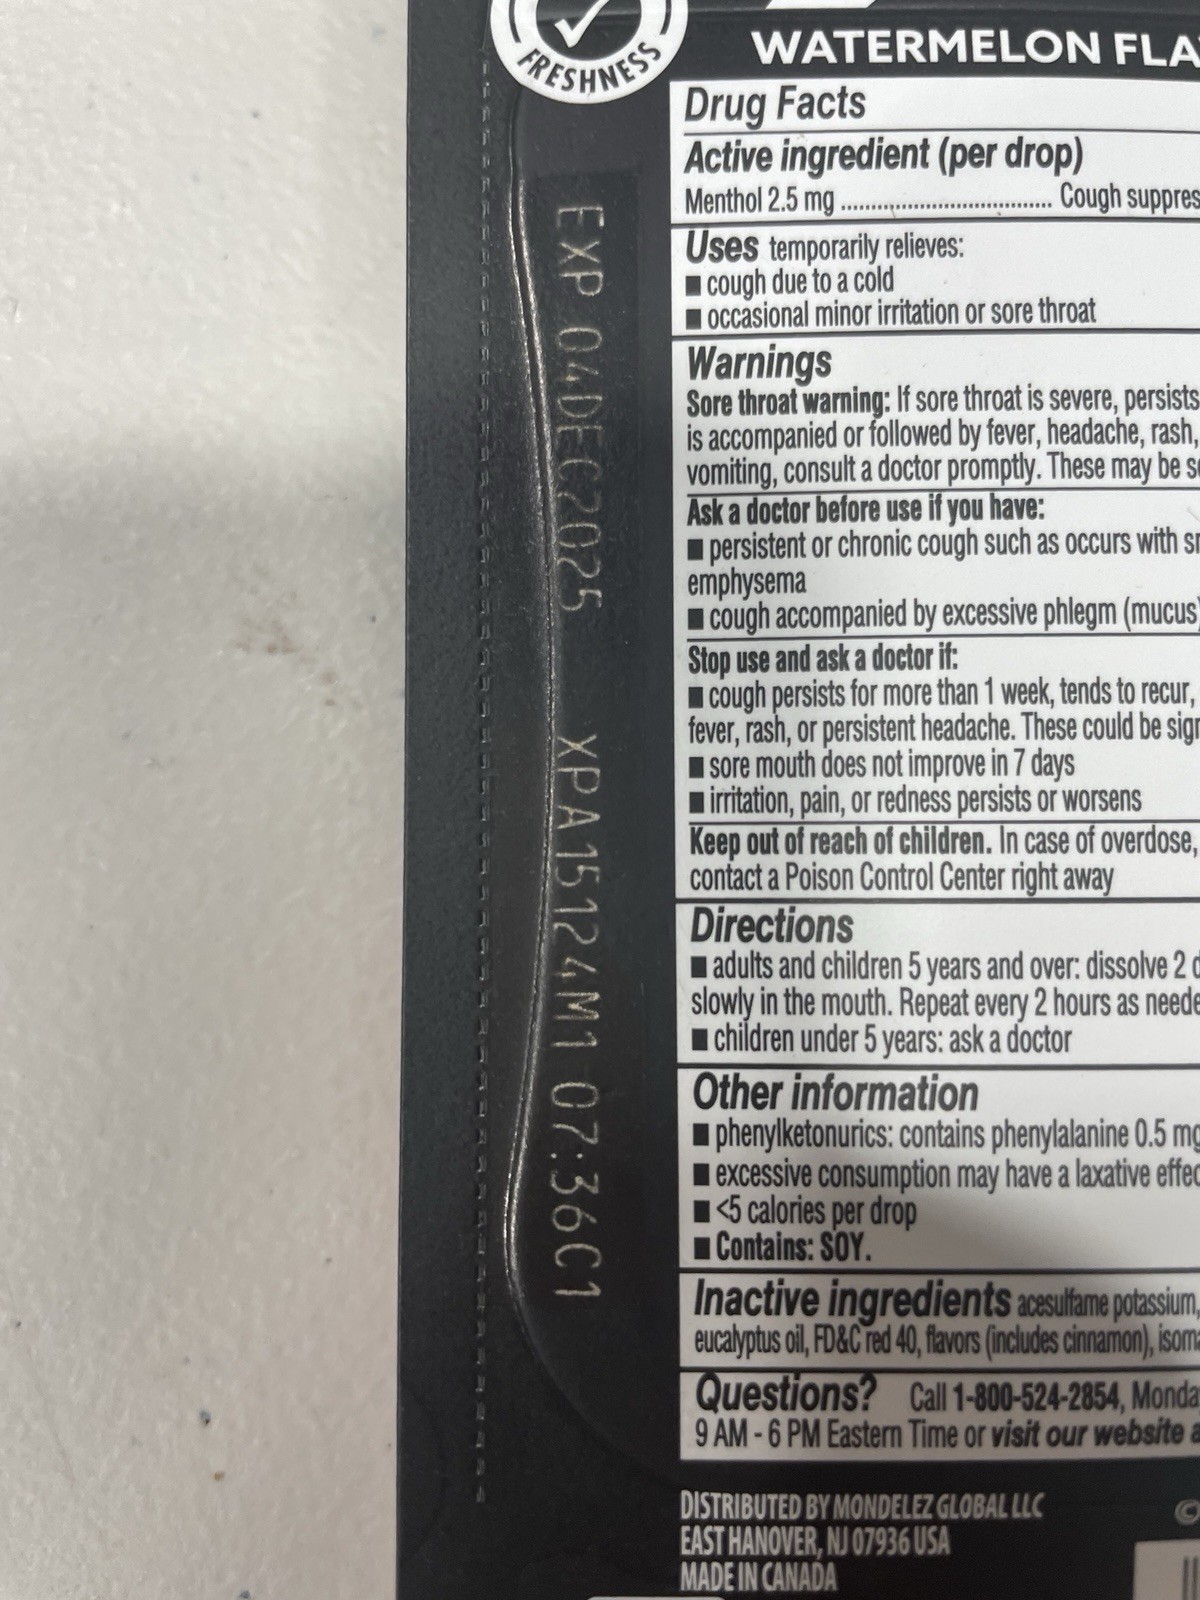 FRESHNESS
WATERMELON
Drug Facts
Active ingredient (per drop)
Menthol 2.5 mg .................................... Cough
Uses temporarily relieves:
■ cough due to a cold
■ occasional minor irritation or sore throat
Warnings
Sore throat warning: If sore throat is severe, persists
is accompanied or followed by fever, headache, rash,
vomiting, consult a doctor promptly. These may be
Ask a doctor before use if you have:
■ persistent or chronic cough such as occurs with
emphysema
■ cough accompanied by excessive phlegm (mucus)
Stop use and ask a doctor if:
■ cough persists for more than 1 week, tends to recur,
fever, rash, or persistent headache. These could be
■ sore mouth does not improve in 7 days
■ irritation, pain, or redness persists or worsens
Keep out of reach of children. In case of overdose,
contact a Poison Control Center right away
Directions
■ adults and children 5 years and over: dissolve 2
slowly in the mouth. Repeat every 2 hours as
■ children under 5 years: ask a doctor
Other information
■ phenylketonurics: contains phenylalanine 0.5 mg
■ excessive consumption may have a laxative
■ <5 calories per drop
■ Contains: SOY.
Inactive ingredients acesulfame potassium,
eucalyptus oil, FD&C red 40, flavors (includes cinnamon),
Questions? Call 1-800-524-2854,
9 AM - 6 PM Eastern Time or visit our website
DISTRIBUTED BY MONDELEZ GLOBAL LLC
EAST HANOVER, NJ 07936 USA
MADE IN CANADA
©
EXP 04DEC2025 XPA15124M1 07:36C1